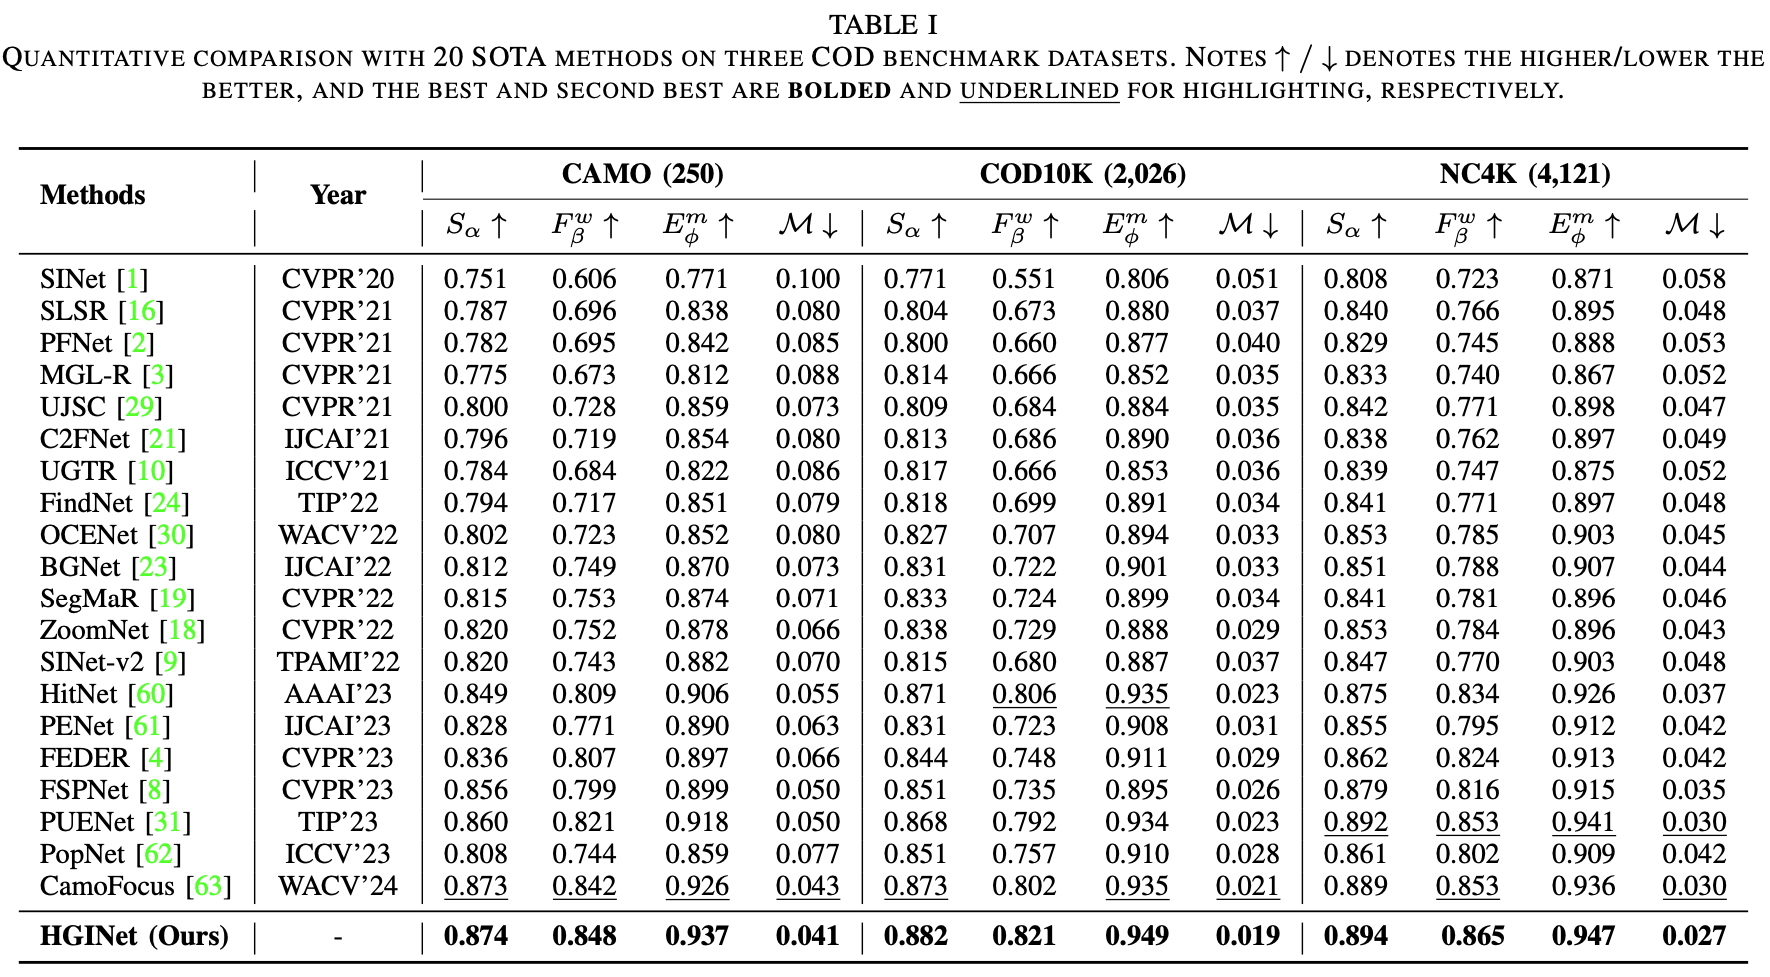 TABLE I
QUANTITATIVE COMPARISON WITH 20 SOTA METHODS ON THREE COD BENCHMARK DATASETS. NOTES ↑ / ↓ DENOTES THE HIGHER/LOWER THE
BETTER, AND THE BEST AND SECOND BEST ARE BOLDED AND UNDERLINED FOR HIGHLIGHTING, RESPECTIVELY.
Methods Year CAMO (250) COD10K (2,026) NC4K (4,121)
Sα ↑ Fβw ↑ Eϕm ↑ M ↓ Sα ↑ Fβw ↑ Eϕm ↑ M ↓ Sα ↑ Fβw ↑ Eϕm ↑ M ↓
SINet [1] CVPR'20 0.751 0.606 0.771 0.100 0.771 0.551 0.806 0.051 0.808 0.723 0.871 0.058
SLSR [16] CVPR'21 0.787 0.696 0.838 0.080 0.804 0.673 0.880 0.037 0.840 0.766 0.895 0.048
PFNet [2] CVPR'21 0.782 0.695 0.842 0.085 0.800 0.660 0.877 0.040 0.829 0.745 0.888 0.053
MGL-R [3] CVPR'21 0.775 0.673 0.812 0.088 0.814 0.666 0.852 0.035 0.833 0.740 0.867 0.052
UJSC [29] CVPR'21 0.800 0.728 0.859 0.073 0.809 0.684 0.884 0.035 0.842 0.771 0.898 0.047
C2FNet [21] IJCAI'21 0.796 0.719 0.854 0.080 0.813 0.686 0.890 0.036 0.838 0.762 0.897 0.049
UGTR [10] ICCV'21 0.784 0.684 0.822 0.086 0.817 0.666 0.853 0.036 0.839 0.747 0.875 0.052
FindNet [24] TIP'22 0.794 0.717 0.851 0.079 0.818 0.699 0.891 0.034 0.841 0.771 0.897 0.048
OCENet [30] WACV'22 0.802 0.723 0.852 0.080 0.827 0.707 0.894 0.033 0.853 0.785 0.903 0.045
BGNet [23] IJCAI'22 0.812 0.749 0.870 0.073 0.831 0.722 0.901 0.033 0.851 0.788 0.907 0.044
SegMaR [19] CVPR'22 0.815 0.753 0.874 0.071 0.833 0.724 0.899 0.034 0.841 0.781 0.896 0.046
ZoomNet [18] CVPR'22 0.820 0.752 0.878 0.066 0.838 0.729 0.888 0.029 0.853 0.784 0.896 0.043
SINet-v2 [9] TPAMI'22 0.820 0.743 0.882 0.070 0.815 0.680 0.887 0.037 0.847 0.770 0.903 0.048
HitNet [60] AAAI'23 0.849 0.809 0.906 0.055 0.871 0.806 0.935 0.023 0.875 0.834 0.926 0.037
PENet [61] IJCAI'23 0.828 0.771 0.890 0.063 0.831 0.723 0.908 0.031 0.855 0.795 0.912 0.042
FEDER [4] CVPR'23 0.836 0.807 0.897 0.066 0.844 0.748 0.911 0.029 0.862 0.824 0.913 0.042
FSPNet [8] CVPR'23 0.856 0.799 0.899 0.050 0.851 0.735 0.895 0.026 0.879 0.816 0.915 0.035
PUENet [31] TIP'23 0.860 0.821 0.918 0.050 0.868 0.792 0.934 0.023 0.892 0.853 0.941 0.030
PopNet [62] ICCV'23 0.808 0.744 0.859 0.077 0.851 0.757 0.910 0.028 0.861 0.802 0.909 0.042
CamoFocus [63] WACV'24 0.873 0.842 0.926 0.043 0.873 0.802 0.935 0.021 0.889 0.853 0.936 0.030
HGINet (Ours) - 0.874 0.848 0.937 0.041 0.882 0.821 0.949 0.019 0.894 0.865 0.947 0.027